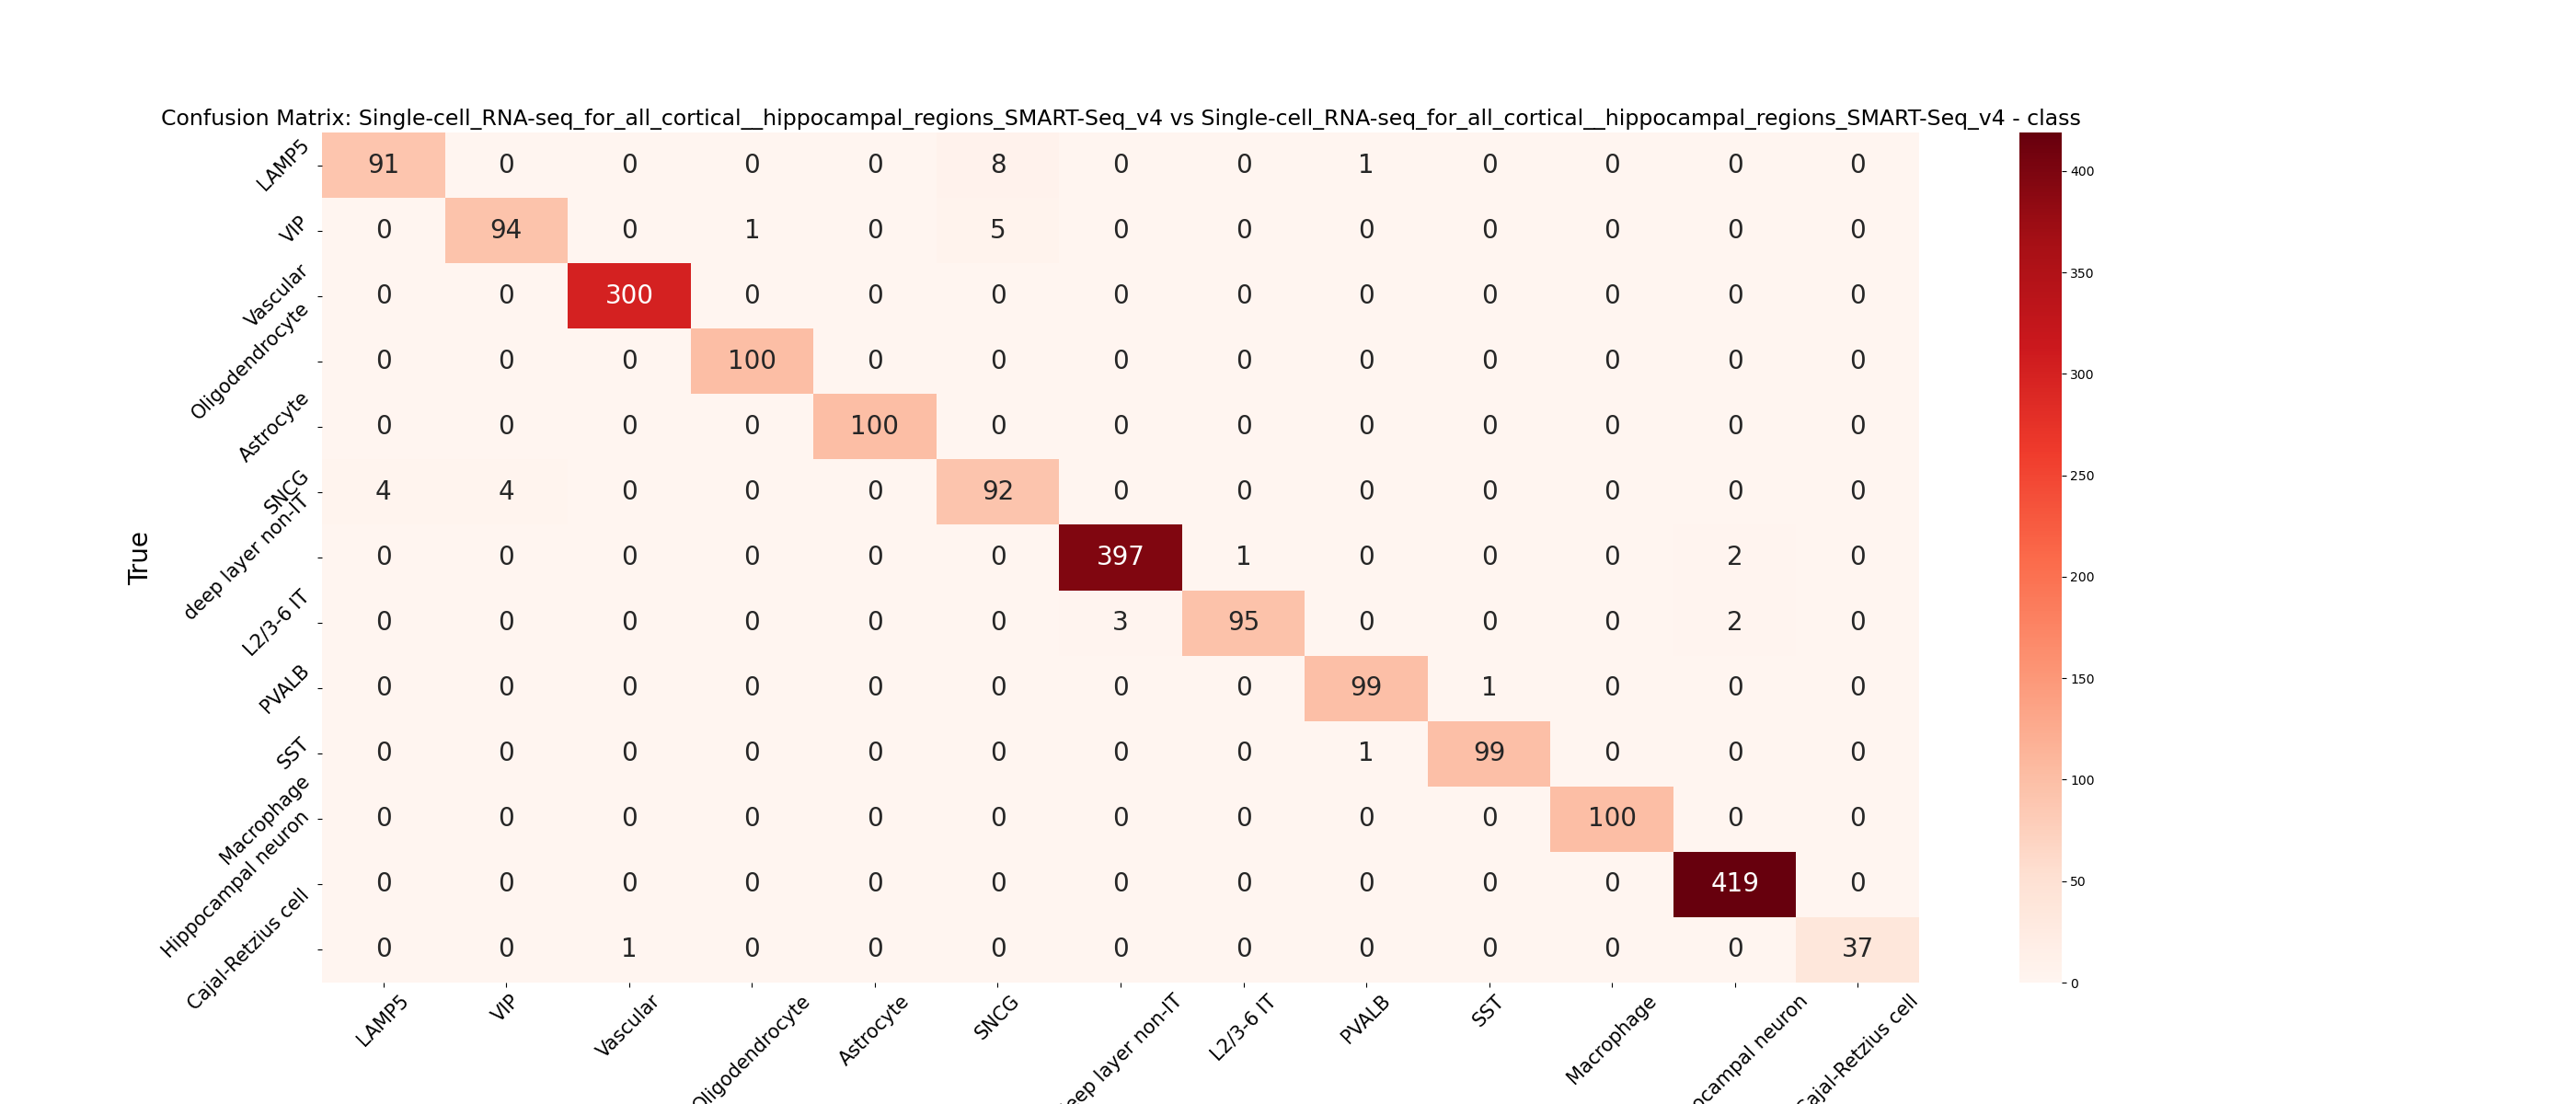 Confusion Matrix: Single-cell_RNA-seq_for_all_cortical__hippocampal_regions_SMART-Seq_v4 vs Single-cell_RNA-seq_for_all_cortical__hippocampal_regions_SMART-Seq_v4 - class
True
LAMP5 91 0 0 0 0 8 0 0 1 0 0 0 0
VIP 0 94 0 1 0 5 0 0 0 0 0 0 0
Vascular 0 0 300 0 0 0 0 0 0 0 0 0 0
Oligodendrocyte 0 0 0 100 0 0 0 0 0 0 0 0 0
Astrocyte 0 0 0 0 100 0 0 0 0 0 0 0 0
SNCG 4 4 0 0 0 92 0 0 0 0 0 0 0
deep layer non-IT 0 0 0 0 0 0 397 1 0 0 0 2 0
L2/3-6 IT 0 0 0 0 0 0 3 95 0 0 0 2 0
PVALB 0 0 0 0 0 0 0 0 99 1 0 0 0
SST 0 0 0 0 0 0 0 0 1 99 0 0 0
Macrophage 0 0 0 0 0 0 0 0 0 0 100 0 0
Hippocampal neuron 0 0 0 0 0 0 0 0 0 0 0 419 0
Cajal-Retzius cell 0 0 1 0 0 0 0 0 0 0 0 0 37
LAMP5
VIP
Vascular
Oligodendrocyte
Astrocyte
SNCG
layer non-IT
L2/3-6 IT
PVALB
SST
Macrophage
neuron
Cajal-Retzius cell
400
350
300
250
200
150
100
50
0